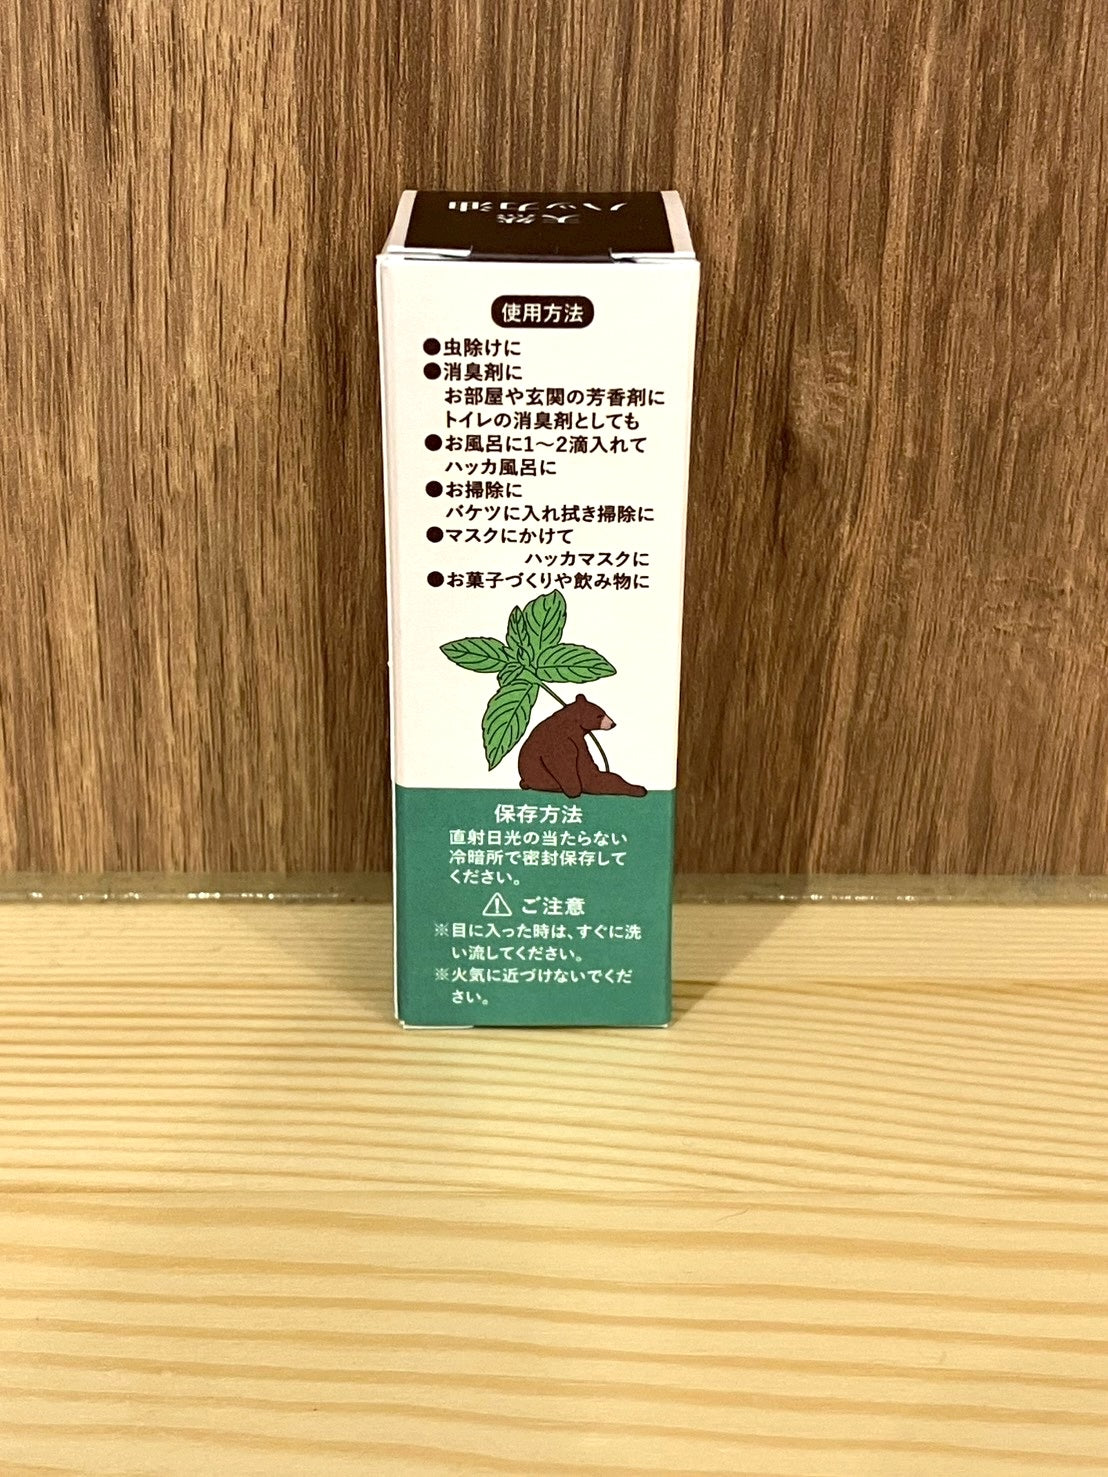 天然
ハッカ油
使用方法
●虫除けに
●消臭剤に
お部屋や玄関の芳香剤に
トイレの消臭剤としても
●お風呂に1〜2滴入れて
ハッカ風呂に
●お掃除に
バケツに入れ拭き掃除に
●マスクにかけて
ハッカマスクに
●お菓子づくりや飲み物に
保存方法
直射日光の当たらない
冷暗所で密封保存して
ください。
⚠ ご注意
※目に入った時は、すぐに洗
い流してください。
※火気に近づけないでくだ
さい。